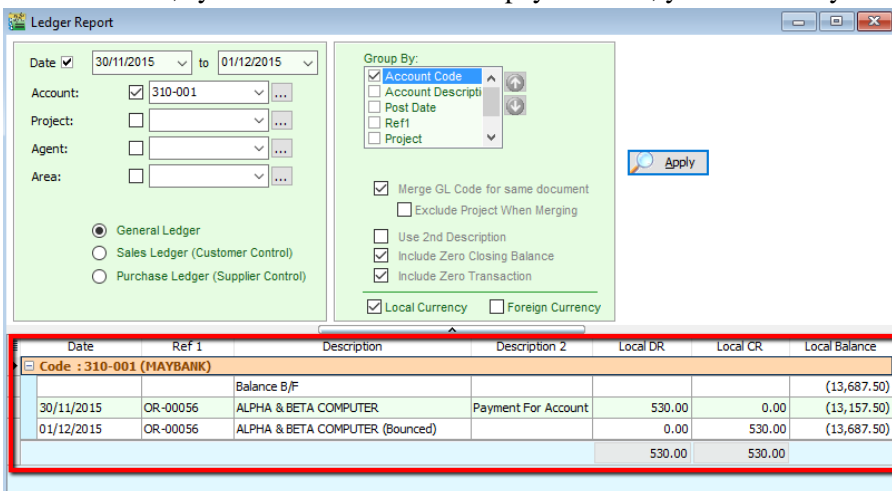 Ledger Report
Date 30/11/2015 to 01/12/2015
Account: 310-001 ...
Project: ...
Agent: ...
Area: ...
General Ledger
Sales Ledger (Customer Control)
Purchase Ledger (Supplier Control)
Group By:
Account Code
Account Descripti
Post Date
Ref1
Project
Merge GL Code for same document
Exclude Project When Merging
Use 2nd Description
Include Zero Closing Balance
Include Zero Transaction
Local Currency Foreign Currency
Apply
Date Ref 1 Description Description 2 Local DR Local CR Local Balance
Code : 310-001 (MAYBANK)
Balance B/F (13,687.50)
30/11/2015 OR-00056 ALPHA & BETA COMPUTER Payment For Account 530.00 0.00 (13,157.50)
01/12/2015 OR-00056 ALPHA & BETA COMPUTER (Bounced) 0.00 530.00 (13,687.50)
530.00 530.00